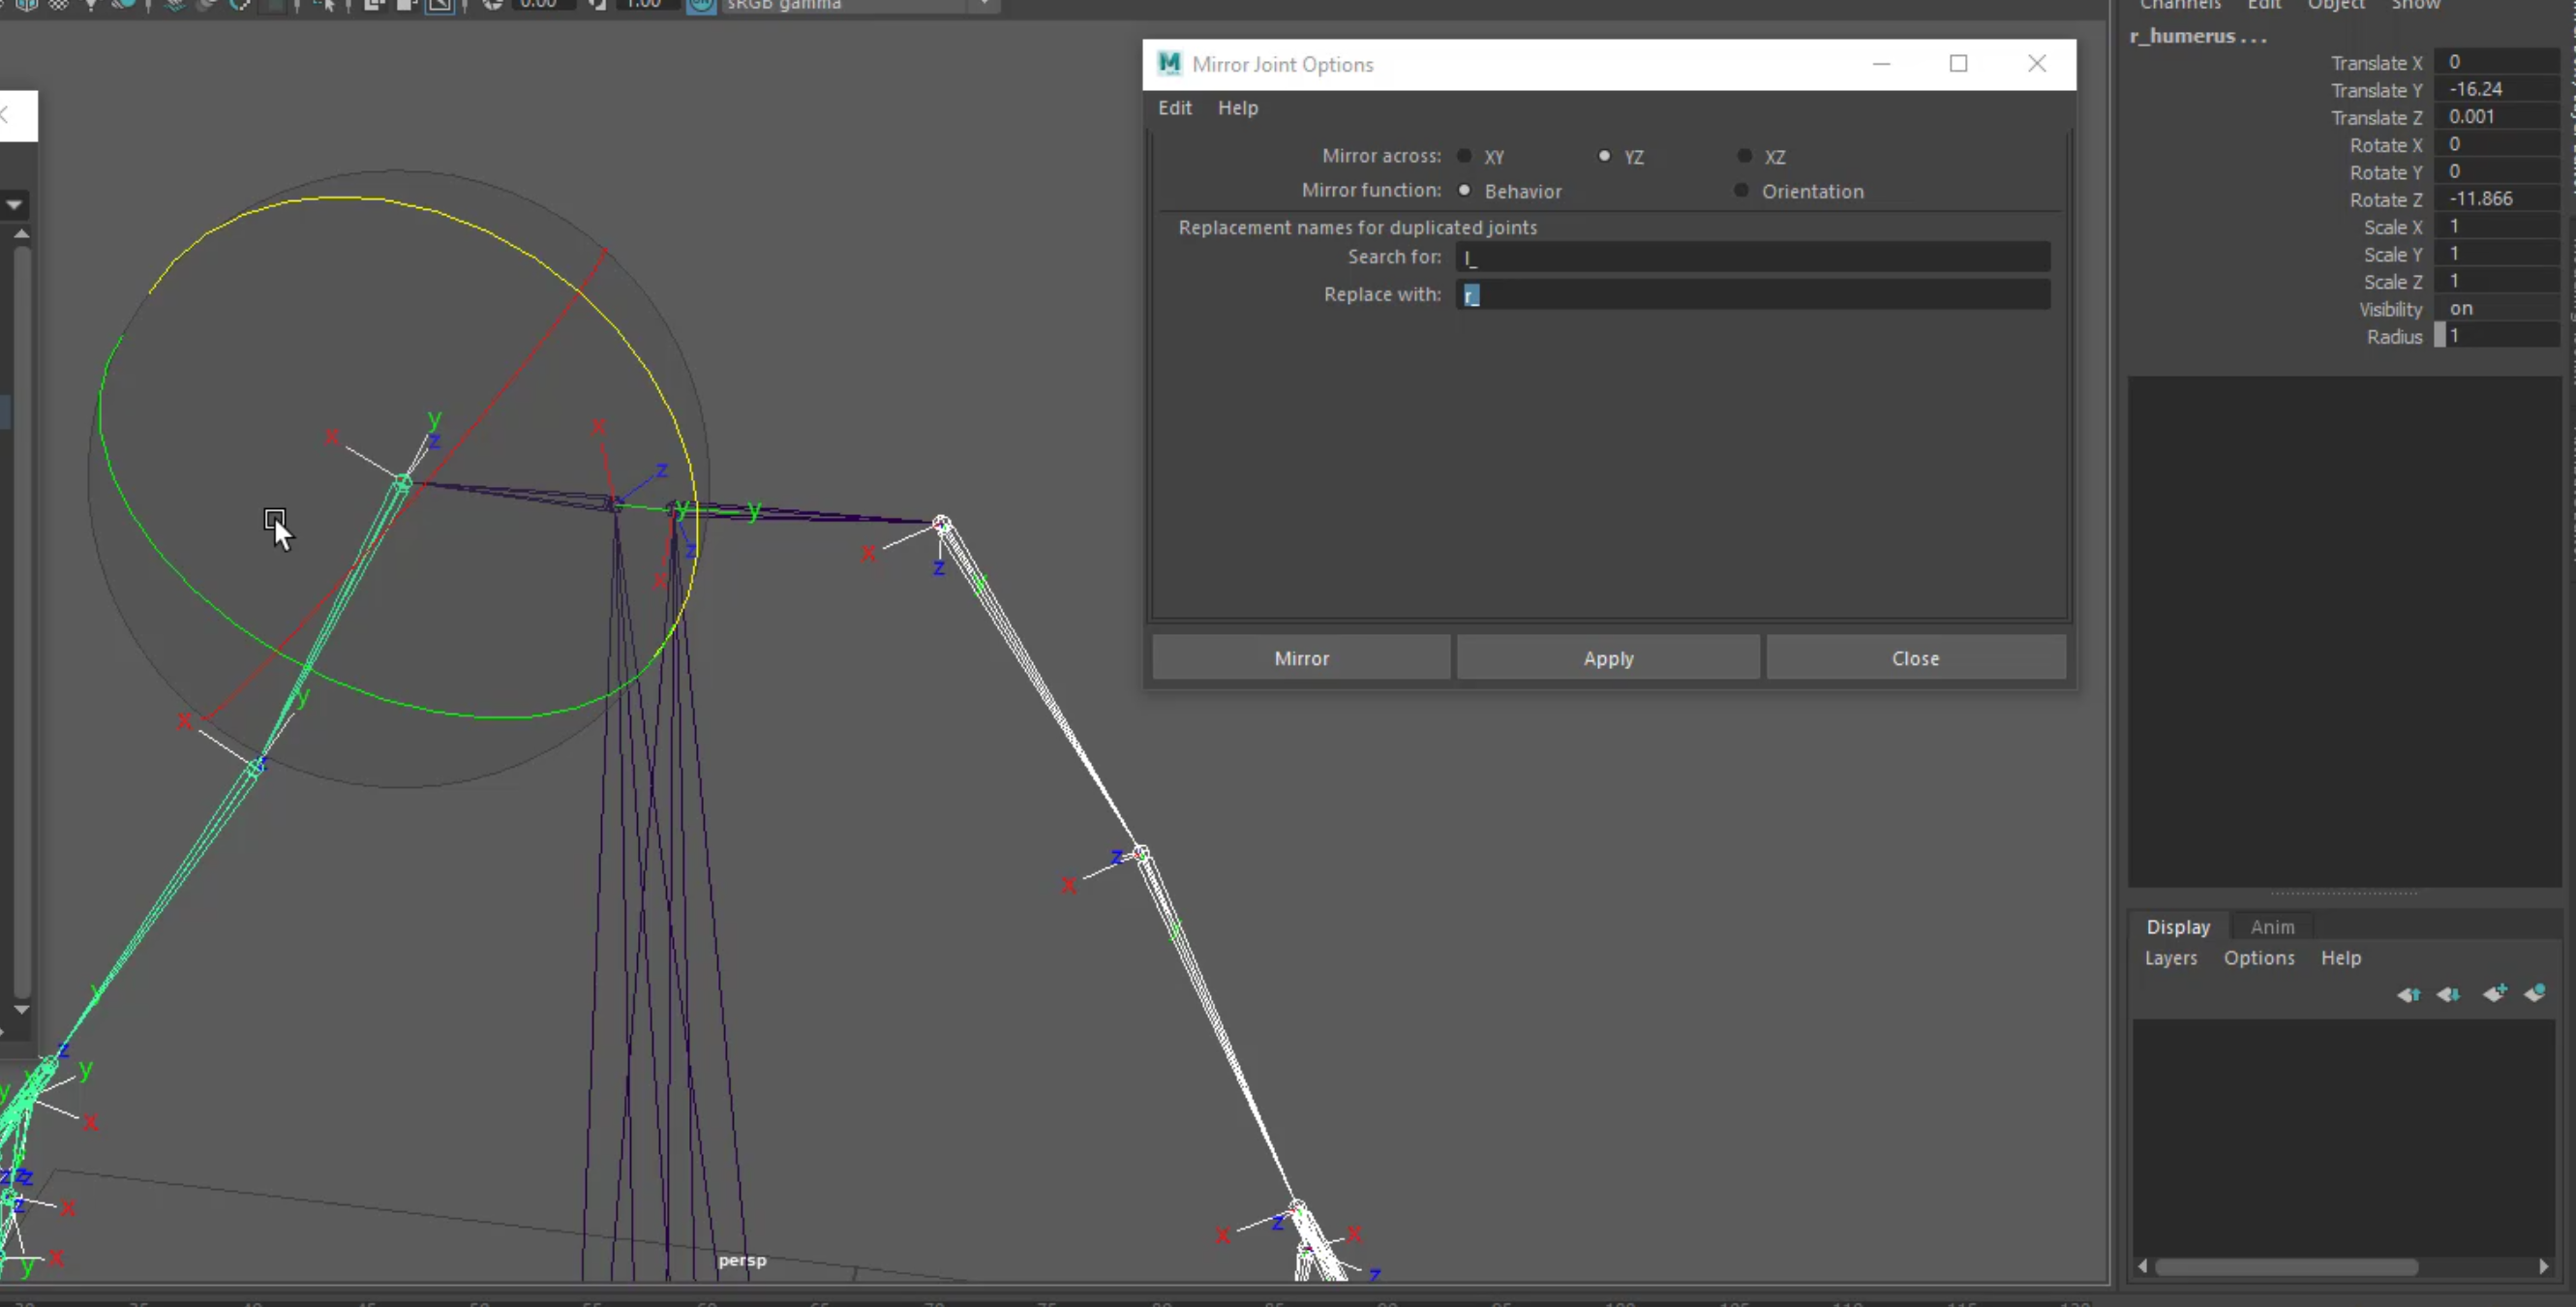 0.00
1.00
sRGB gamma
Channels Edit Object Show
r_humerus . . .
Translate X 0
Translate Y -16.24
Translate Z 0.001
Rotate X 0
Rotate Y 0
Rotate Z -11.866
Scale X 1
Scale Y 1
Scale Z 1
Visibility on
Radius 1
Mirror Joint Options
Edit Help
Mirror across: XY YZ XZ
Mirror function: Behavior Orientation
Replacement names for duplicated joints
Search for: l_
Replace with: r_
Mirror Apply Close
x
y
z
x
z
y
y
z
x
x
z
y
x
y
z
x
y
z
y
y
x
z
x
y
x
x
z
x
z
persp
Display Anim
Layers Options Help